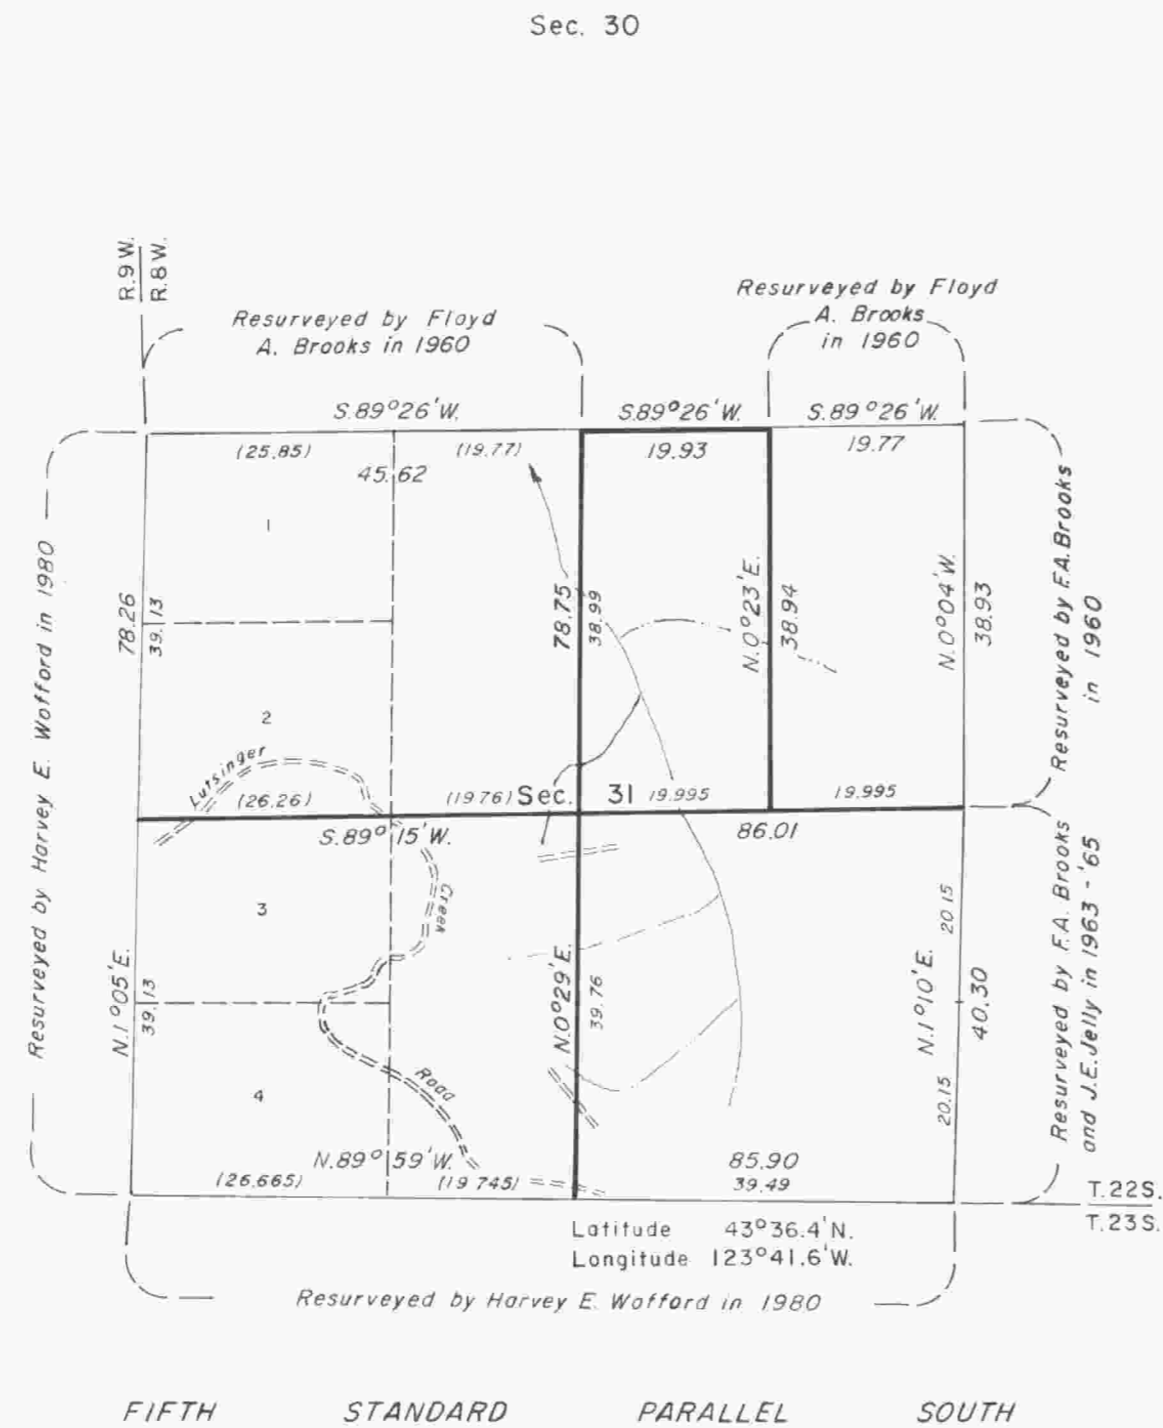 Sec. 30
R. 9 W.
R. 8 W.
Resurveyed by Floyd
A. Brooks in 1960
Resurveyed by Floyd
A. Brooks
in 1960
S.89°26'W.
S.89°26'W.
S.89°26'W.
(25.85)
(19.77)
19.93
19.77
45.62
1
Resurveyed by Harvey E. Wofford in 1980
78.26
39.13
78.75
38.99
N.0°23'E.
38.94
N.0°04'W.
38.93
Resurveyed by F.A. Brooks
in 1960
2
Lutsinger
(26.26)
(19.76)
Sec. 31
19.995
19.995
S.89°15'W.
86.01
3
Creek
N.1°05'E.
39.13
N.0°29'E.
39.76
20.15
N.1°10'E.
40.30
20.15
Resurveyed by F.A. Brooks
and J.E. Jelly in 1963-'65
4
Road
N.89°59'W.
(26.665)
(19.745)
85.90
39.49
T.22S.
T.23S.
Latitude 43°36.4'N.
Longitude 123°41.6'W.
Resurveyed by Harvey E. Wofford in 1980
FIFTH STANDARD PARALLEL SOUTH